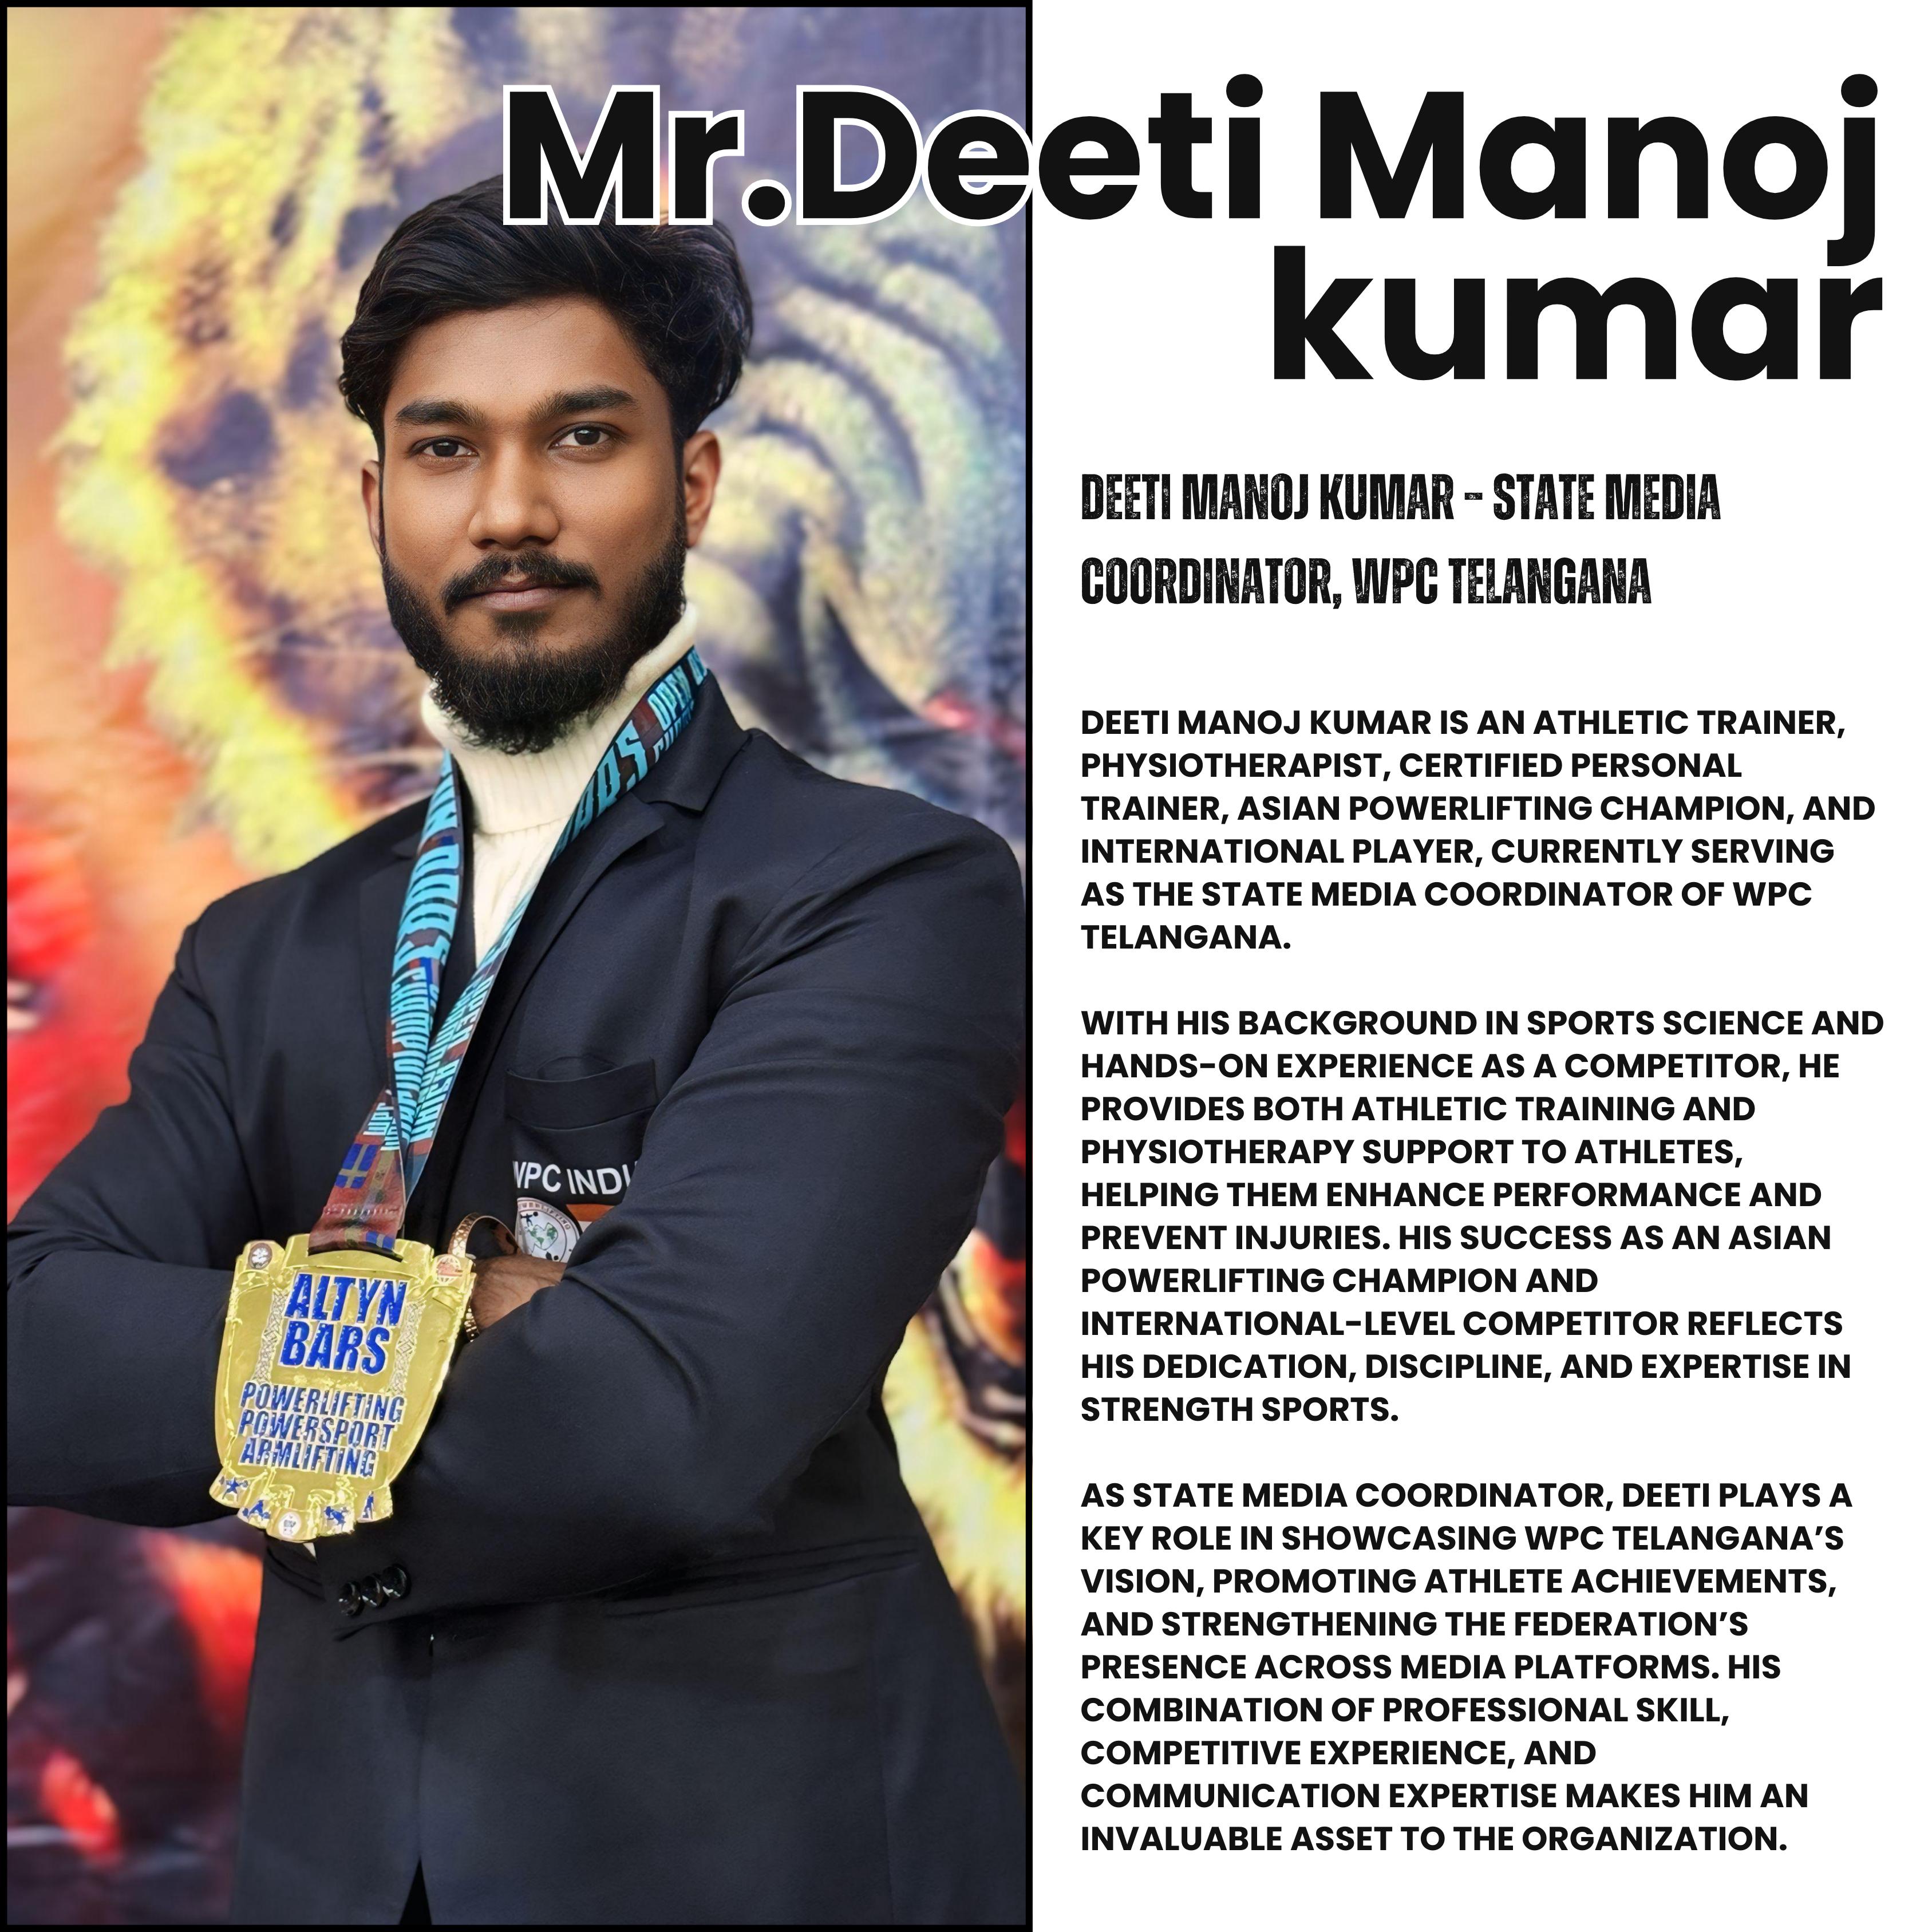 Mr.Deeti Manoj
kumar
DEETI MANOJ KUMAR - STATE MEDIA
COORDINATOR, WPC TELANGANA
DEETI MANOJ KUMAR IS AN ATHLETIC TRAINER,
PHYSIOTHERAPIST, CERTIFIED PERSONAL
TRAINER, ASIAN POWERLIFTING CHAMPION, AND
INTERNATIONAL PLAYER, CURRENTLY SERVING
AS THE STATE MEDIA COORDINATOR OF WPC
TELANGANA.
WITH HIS BACKGROUND IN SPORTS SCIENCE AND
HANDS-ON EXPERIENCE AS A COMPETITOR, HE
PROVIDES BOTH ATHLETIC TRAINING AND
PHYSIOTHERAPY SUPPORT TO ATHLETES,
HELPING THEM ENHANCE PERFORMANCE AND
PREVENT INJURIES. HIS SUCCESS AS AN ASIAN
POWERLIFTING CHAMPION AND
INTERNATIONAL-LEVEL COMPETITOR REFLECTS
HIS DEDICATION, DISCIPLINE, AND EXPERTISE IN
STRENGTH SPORTS.
AS STATE MEDIA COORDINATOR, DEETI PLAYS A
KEY ROLE IN SHOWCASING WPC TELANGANA'S
VISION, PROMOTING ATHLETE ACHIEVEMENTS,
AND STRENGTHENING THE FEDERATION'S
PRESENCE ACROSS MEDIA PLATFORMS. HIS
COMBINATION OF PROFESSIONAL SKILL,
COMPETITIVE EXPERIENCE, AND
COMMUNICATION EXPERTISE MAKES HIM AN
INVALUABLE ASSET TO THE ORGANIZATION.
OPEN
WPC INDI
ALTYN
BARS
POWERLIFTING
POWERSPORT
ARMLIFTING